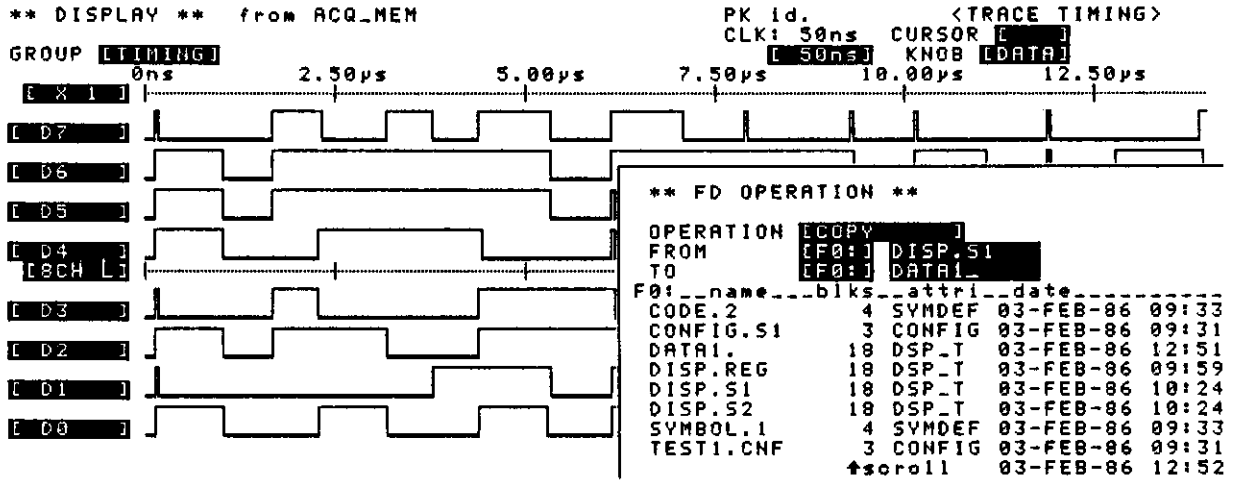 ** DISPLAY ** from ACQ_MEM PK id. <TRACE TIMING>
CLK: 50ns CURSOR [ ]
GROUP [TIMING] [ 50ns] KNOB [DATA]
0ns 2.50µs 5.00µs 7.50µs 10.00µs 12.50µs
[ X 1 ]
[ D7 ]
[ D6 ]
[ D5 ]
[ D4 ]
[8CH L]
[ D3 ]
[ D2 ]
[ D1 ]
[ D0 ]
** FD OPERATION **
OPERATION [COPY ]
FROM [F0:] DISP.S1
TO [F0:] DATA1_
F0:__name___blks__attri__date__________
CODE.2 4 SYMDEF 03-FEB-86 09:33
CONFIG.S1 3 CONFIG 03-FEB-86 09:31
DATA1. 18 DSP_T 03-FEB-86 12:51
DISP.REG 18 DSP_T 03-FEB-86 09:59
DISP.S1 18 DSP_T 03-FEB-86 10:24
DISP.S2 18 DSP_T 03-FEB-86 10:24
SYMBOL.1 4 SYMDEF 03-FEB-86 09:33
TEST1.CNF 3 CONFIG 03-FEB-86 09:31
↑scroll 03-FEB-86 12:52